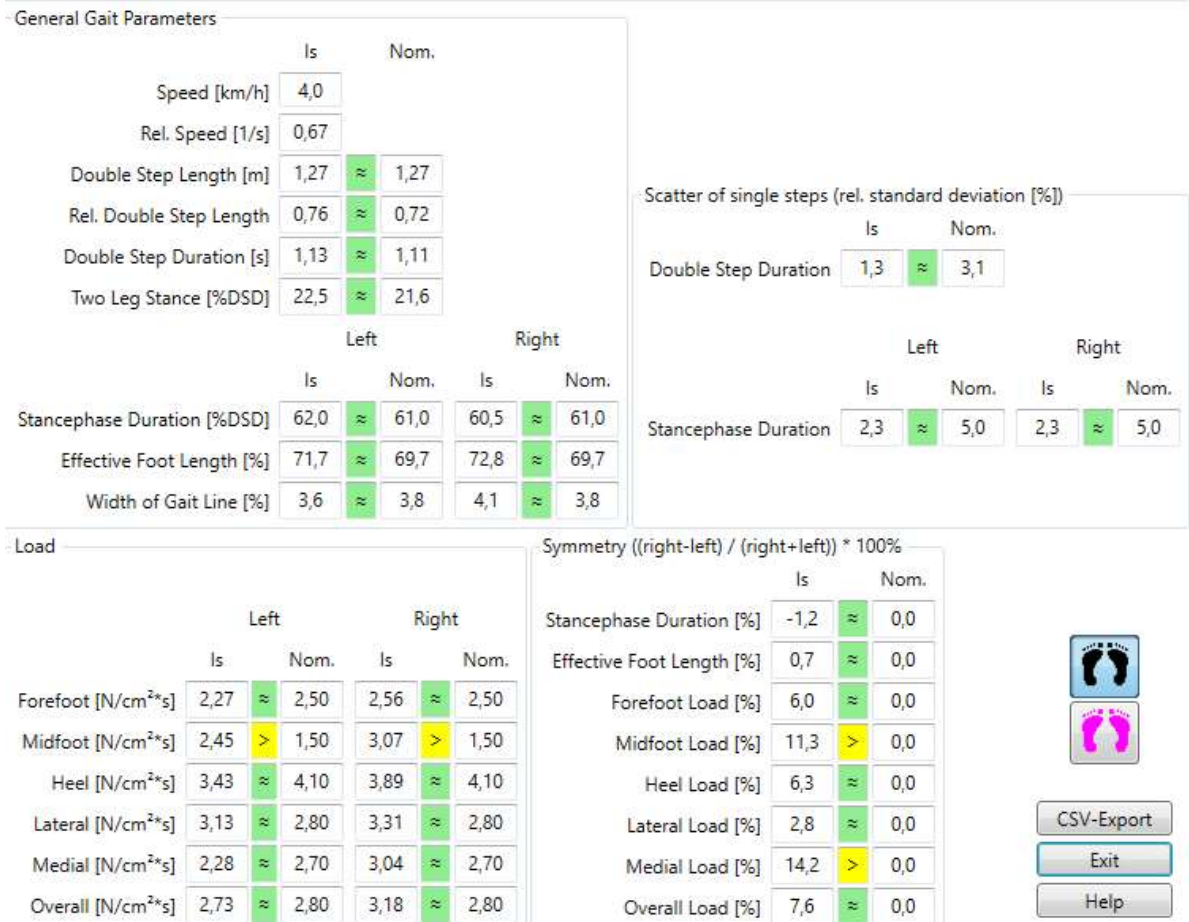 General Gait Parameters
Is Nom.
Speed [km/h] 4,0
Rel. Speed [1/s] 0,67
Double Step Length [m] 1,27 ≈ 1,27
Rel. Double Step Length 0,76 ≈ 0,72
Double Step Duration [s] 1,13 ≈ 1,11
Two Leg Stance [%DSD] 22,5 ≈ 21,6
Left Right
Is Nom. Is Nom.
Stancephase Duration [%DSD] 62,0 ≈ 61,0 60,5 ≈ 61,0
Effective Foot Length [%] 71,7 ≈ 69,7 72,8 ≈ 69,7
Width of Gait Line [%] 3,6 ≈ 3,8 4,1 ≈ 3,8
Scatter of single steps (rel. standard deviation [%])
Is Nom.
Double Step Duration 1,3 ≈ 3,1
Left Right
Is Nom. Is Nom.
Stancephase Duration 2,3 ≈ 5,0 2,3 ≈ 5,0
Load
Left Right
Is Nom. Is Nom.
Forefoot [N/cm²*s] 2,27 ≈ 2,50 2,56 ≈ 2,50
Midfoot [N/cm²*s] 2,45 > 1,50 3,07 > 1,50
Heel [N/cm²*s] 3,43 ≈ 4,10 3,89 ≈ 4,10
Lateral [N/cm²*s] 3,13 ≈ 2,80 3,31 ≈ 2,80
Medial [N/cm²*s] 2,28 ≈ 2,70 3,04 ≈ 2,70
Overall [N/cm²*s] 2,73 ≈ 2,80 3,18 ≈ 2,80
Symmetry ((right-left) / (right+left)) * 100%
Is Nom.
Stancephase Duration [%] -1,2 ≈ 0,0
Effective Foot Length [%] 0,7 ≈ 0,0
Forefoot Load [%] 6,0 ≈ 0,0
Midfoot Load [%] 11,3 > 0,0
Heel Load [%] 6,3 ≈ 0,0
Lateral Load [%] 2,8 ≈ 0,0
Medial Load [%] 14,2 > 0,0
Overall Load [%] 7,6 ≈ 0,0
CSV-Export
Exit
Help